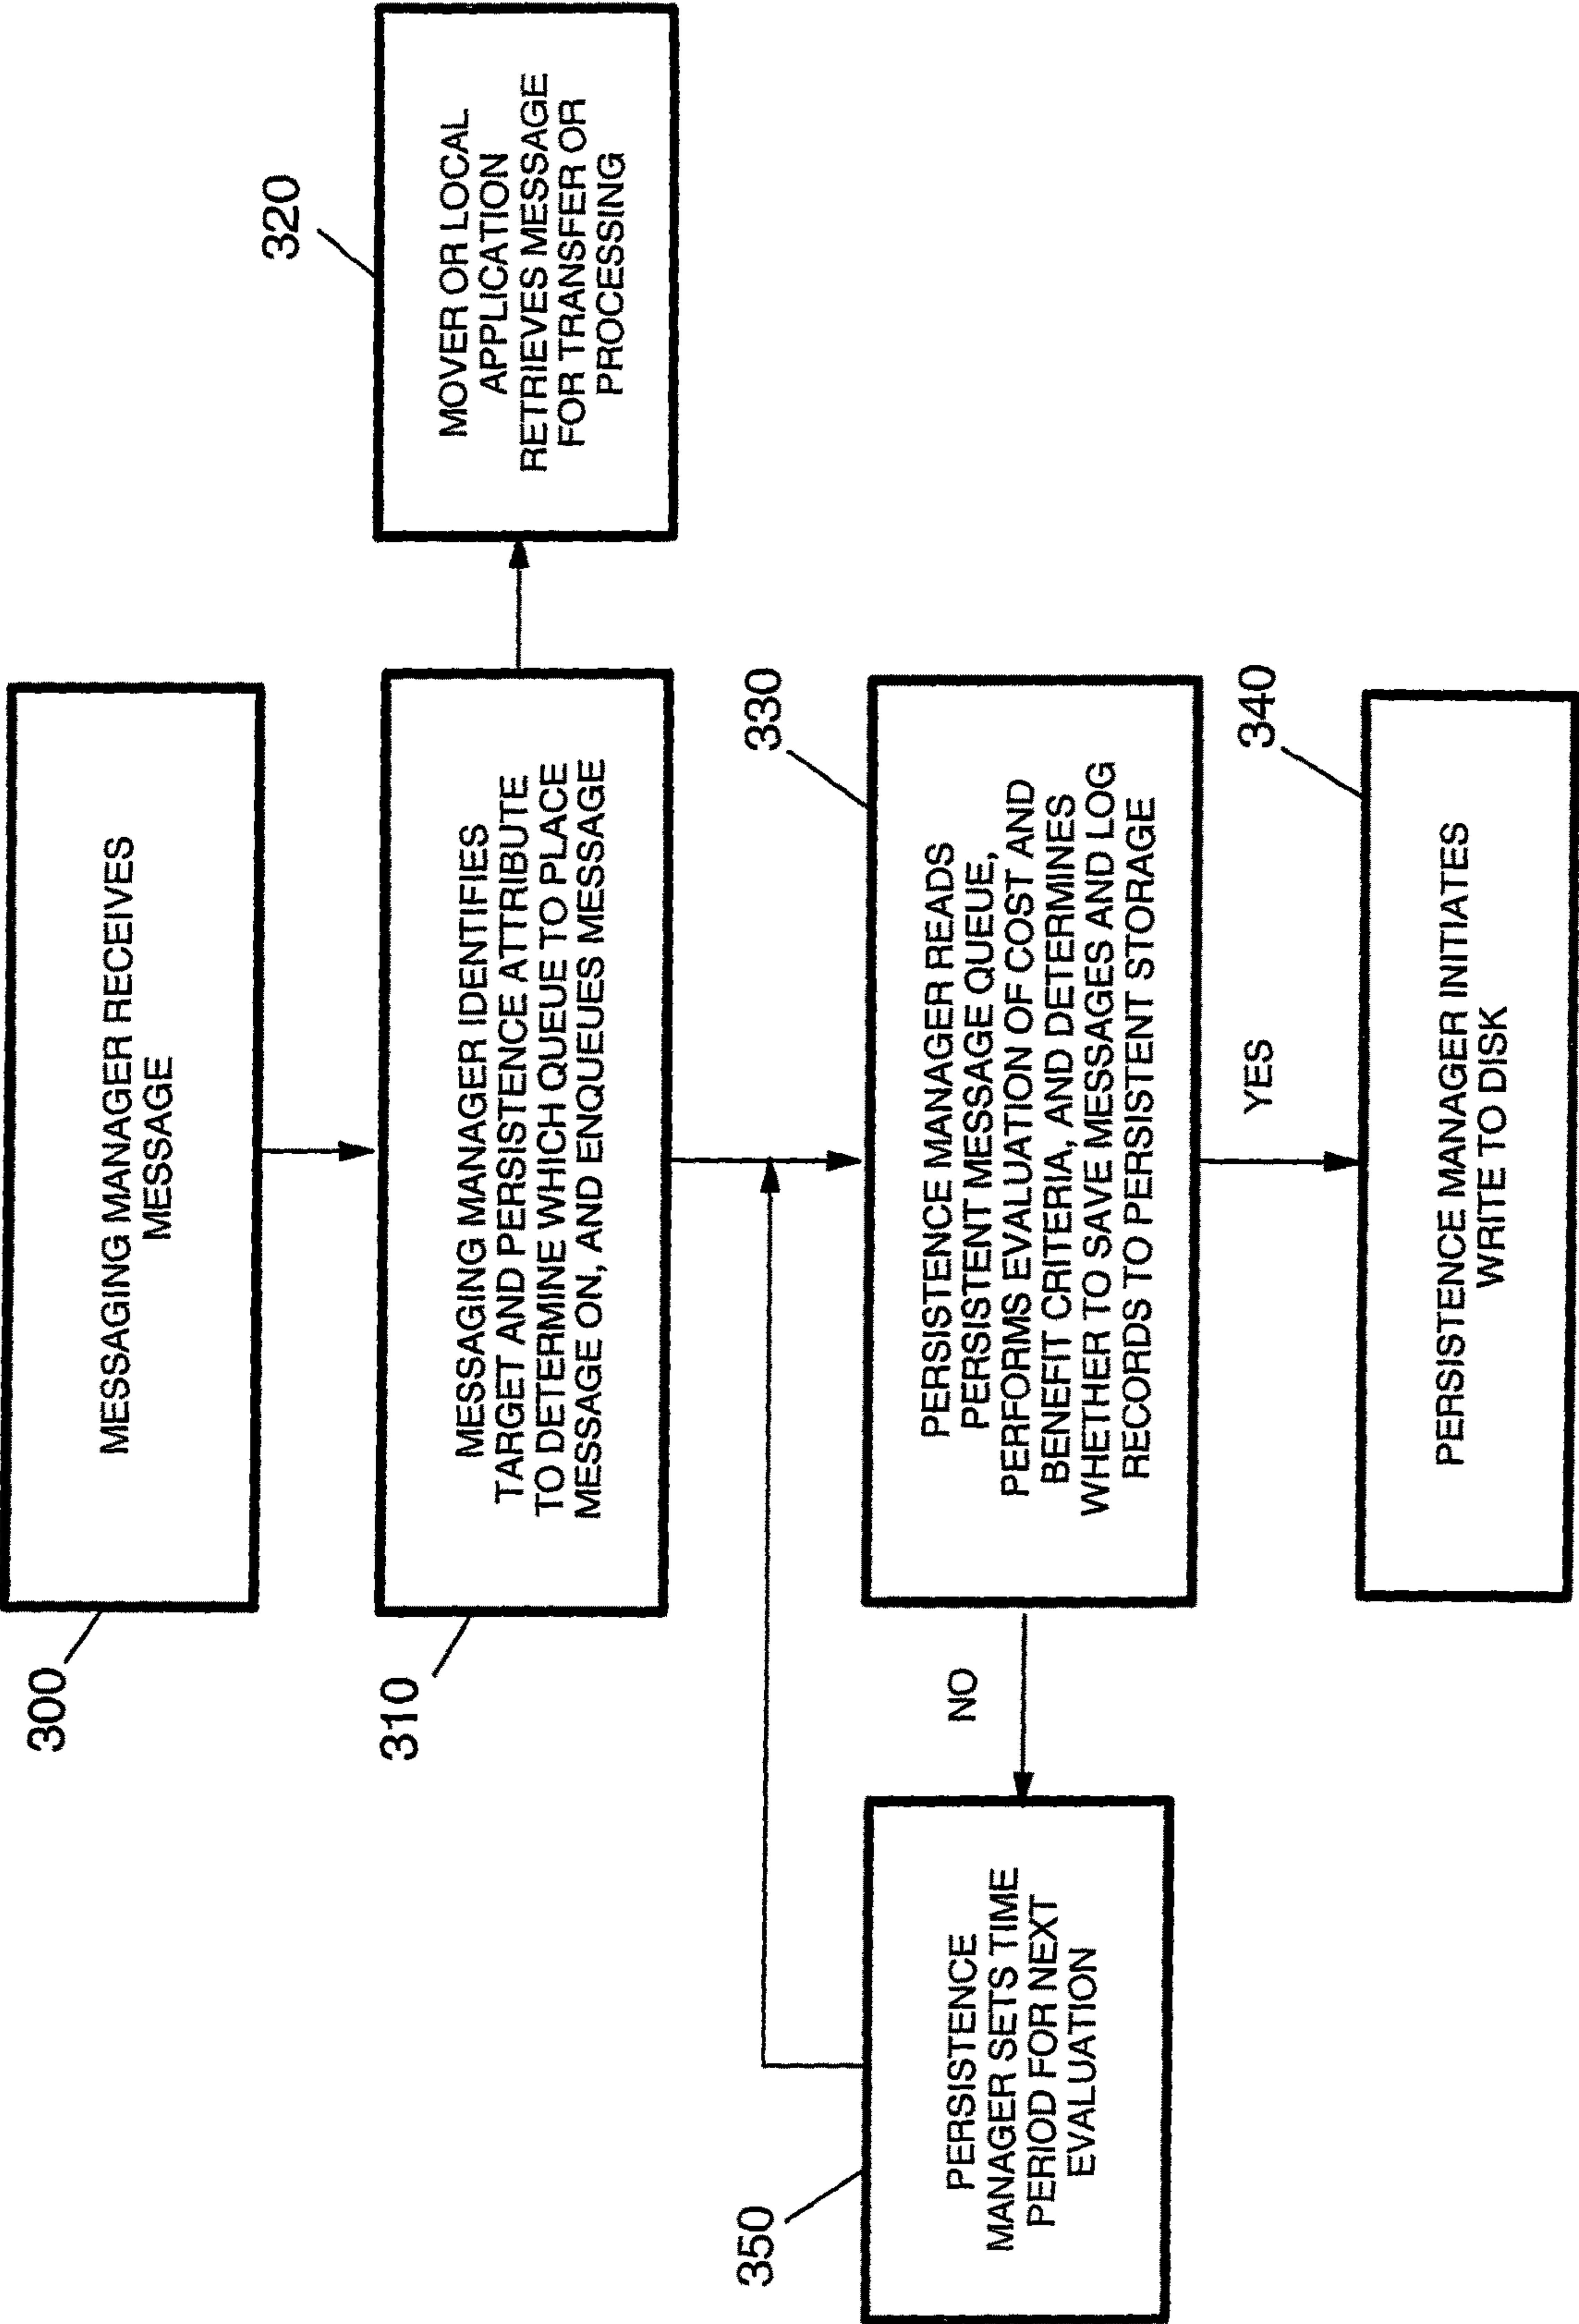 300
MESSAGING MANAGER RECEIVES
MESSAGE
310
MESSAGING MANAGER IDENTIFIES
TARGET AND PERSISTENCE ATTRIBUTE
TO DETERMINE WHICH QUEUE TO PLACE
MESSAGE ON, AND ENQUEUES MESSAGE
320
MOVER OR LOCAL
APPLICATION
RETRIEVES MESSAGE
FOR TRANSFER OR
PROCESSING
330
PERSISTENCE MANAGER READS
PERSISTENT MESSAGE QUEUE,
PERFORMS EVALUATION OF COST AND
BENEFIT CRITERIA, AND DETERMINES
WHETHER TO SAVE MESSAGES AND LOG
RECORDS TO PERSISTENT STORAGE
NO
YES
350
PERSISTENCE
MANAGER SETS TIME
PERIOD FOR NEXT
EVALUATION
340
PERSISTENCE MANAGER INITIATES
WRITE TO DISK